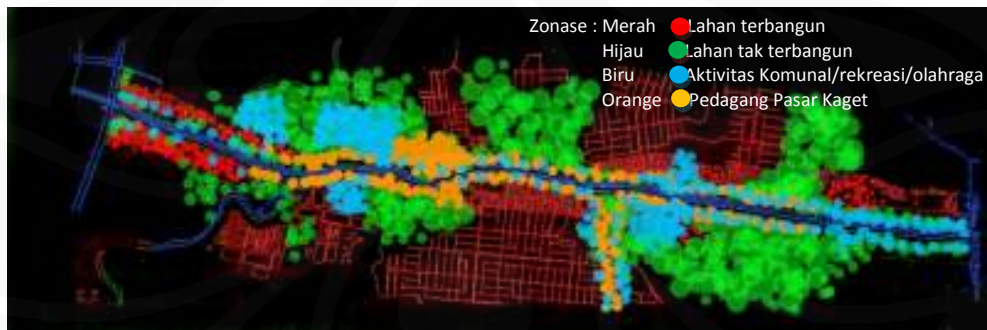 Zonase : Merah Lahan terbangun
Hijau Lahan tak terbangun
Biru Aktivitas Komunal/rekreasi/olahraga
Orange Pedagang Pasar Kaget